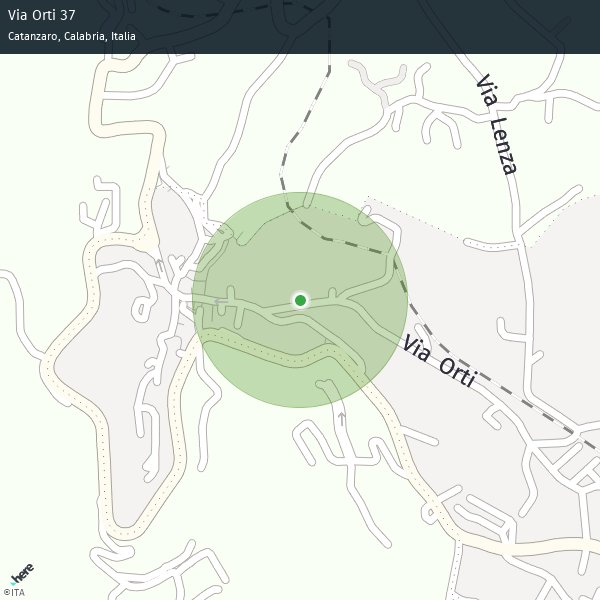 Via Orti 37
Catanzaro, Calabria, Italia
Via Lenza
Via Orti
here
©ITA